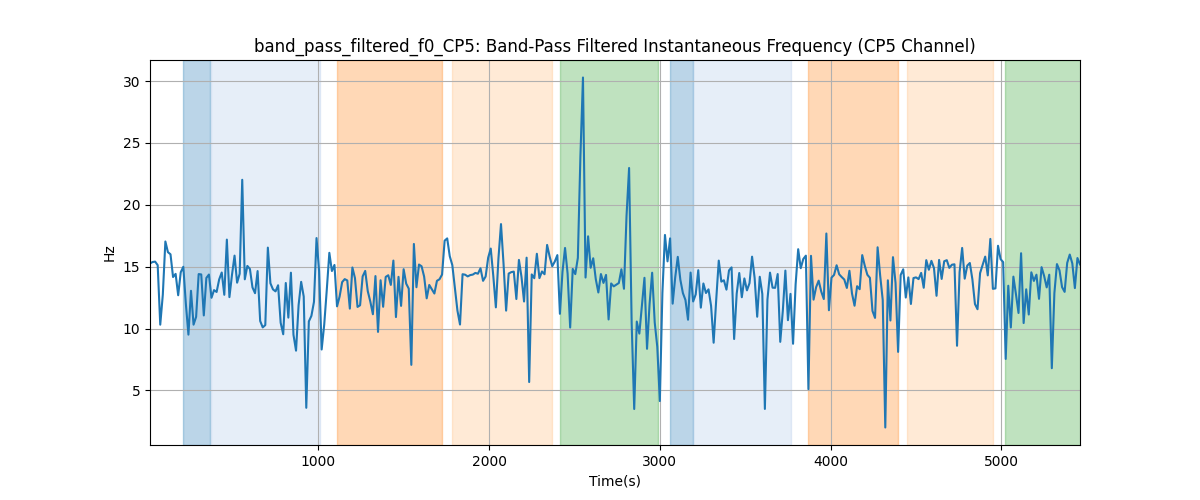 band_pass_filtered_f0_CP5: Band-Pass Filtered Instantaneous Frequency (CP5 Channel)
30
25
20
15
10
5
Hz
1000 2000 3000 4000 5000
Time(s)